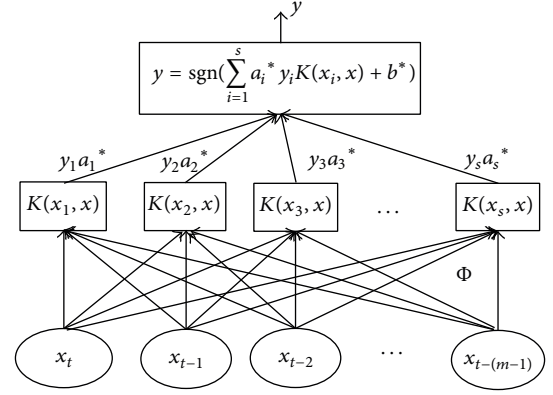 y
y = sgn(∑_{i=1}^{s} a_i^* y_i K(x_i, x) + b^*)
y_1a_1^* y_2a_2^* y_3a_3^* y_sa_s^*
K(x_1, x) K(x_2, x) K(x_3, x) ... K(x_s, x)
Φ
x_t x_{t−1} x_{t−2} ... x_{t−(m−1)}